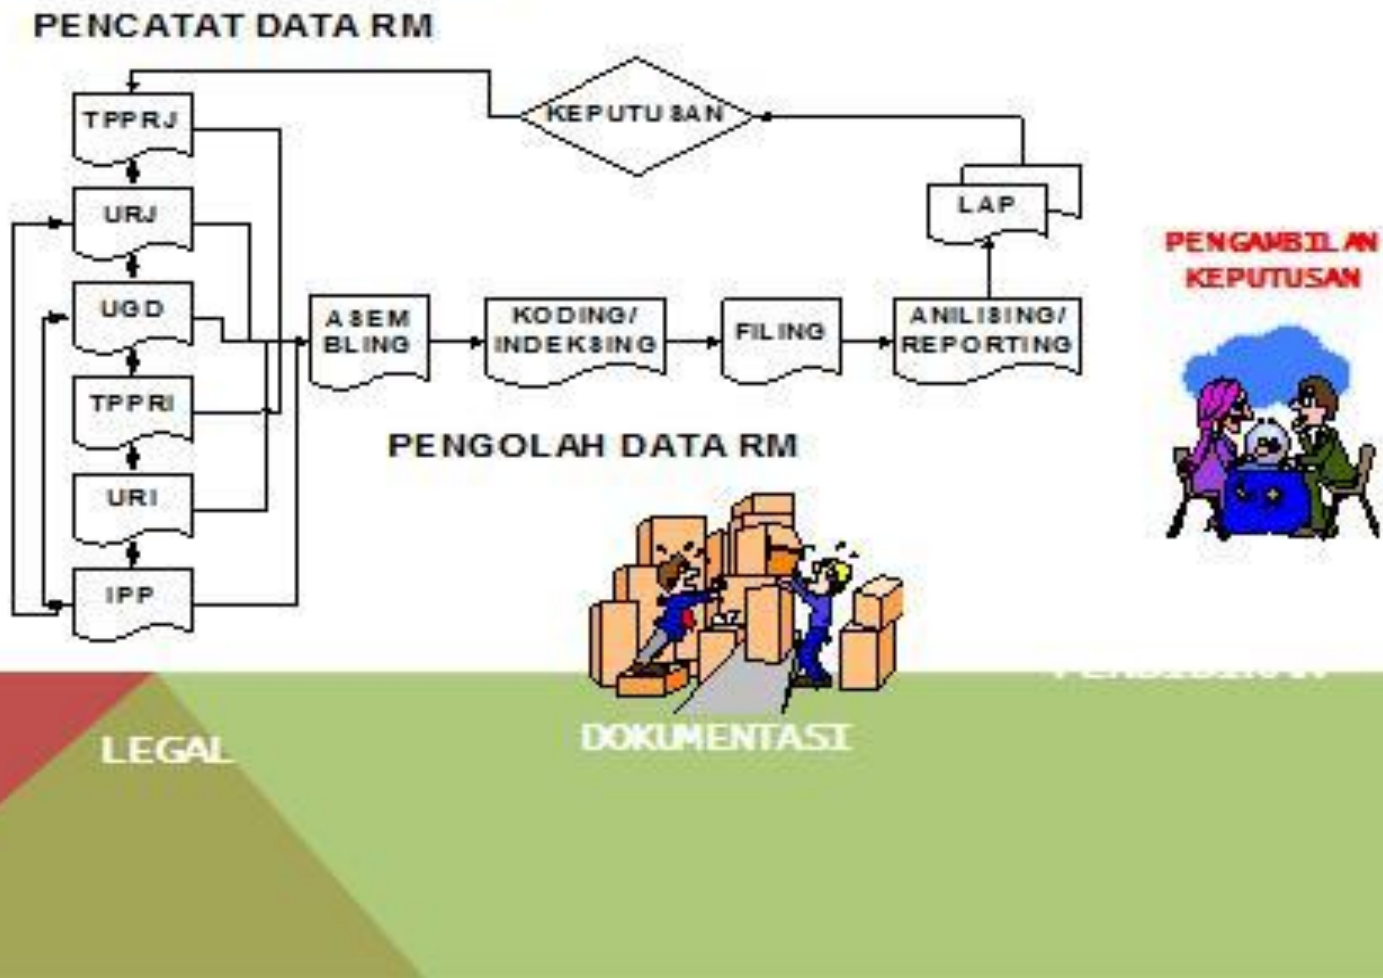 PENCATAT DATA RM
TPPRJ
KEPUTUSAN
URJ
LAP
PENGAMBILAN
KEPUTUSAN
UGD
ASEM
BLING
KODING/
INDEKSING
FILING
ANILISING/
REPORTING
TPPRI
PENGOLAH DATA RM
URI
IPP
LEGAL
DOKUMENTASI